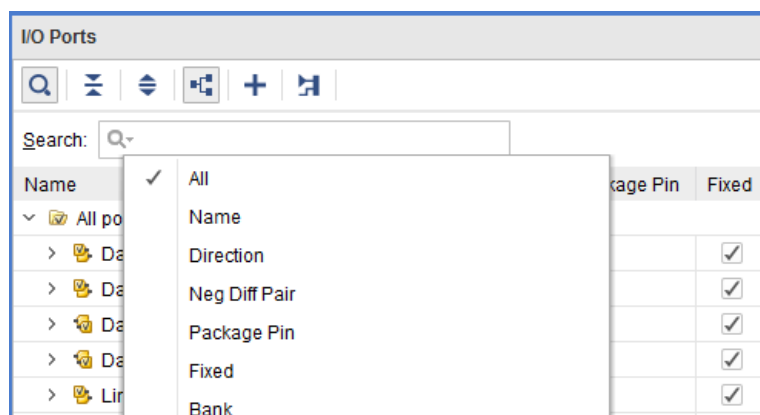 I/O Ports
Search:
Name
All
kage Pin Fixed
Name
All po
Direction
Da
Neg Diff Pair
Da
Package Pin
Da
Fixed
Da
Bank
Lin